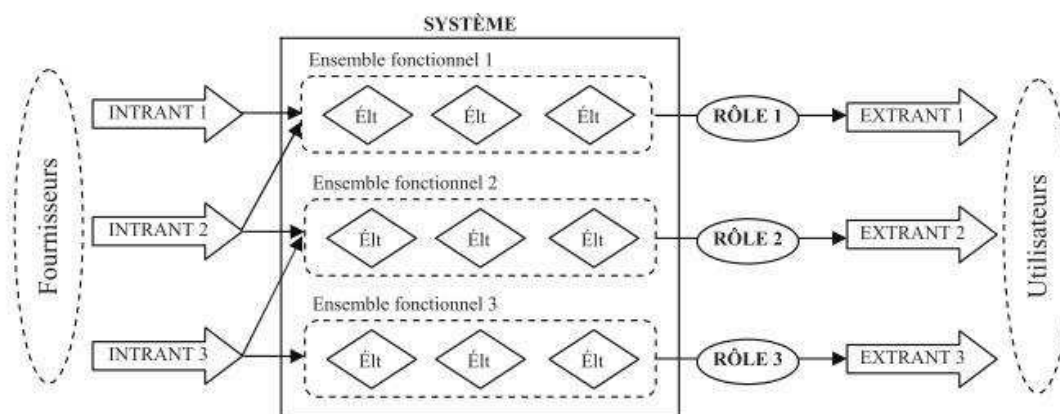 SYSTÈME
Fournisseurs
Ensemble fonctionnel 1
INTRANT 1
Élt
Élt
Élt
RÔLE 1
EXTRANT 1
Ensemble fonctionnel 2
INTRANT 2
Élt
Élt
Élt
RÔLE 2
EXTRANT 2
Ensemble fonctionnel 3
INTRANT 3
Élt
Élt
Élt
RÔLE 3
EXTRANT 3
Utilisateurs